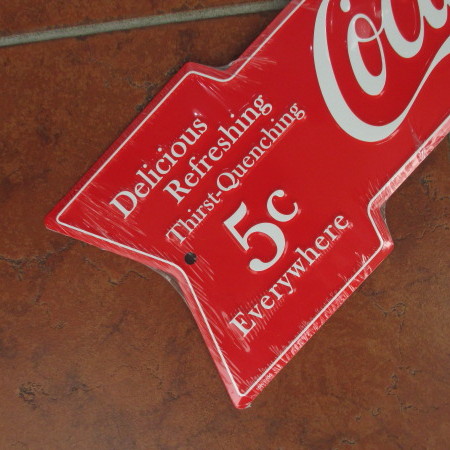 Coca
Delicious
Refreshing
Thirst-Quenching
5c
Everywhere